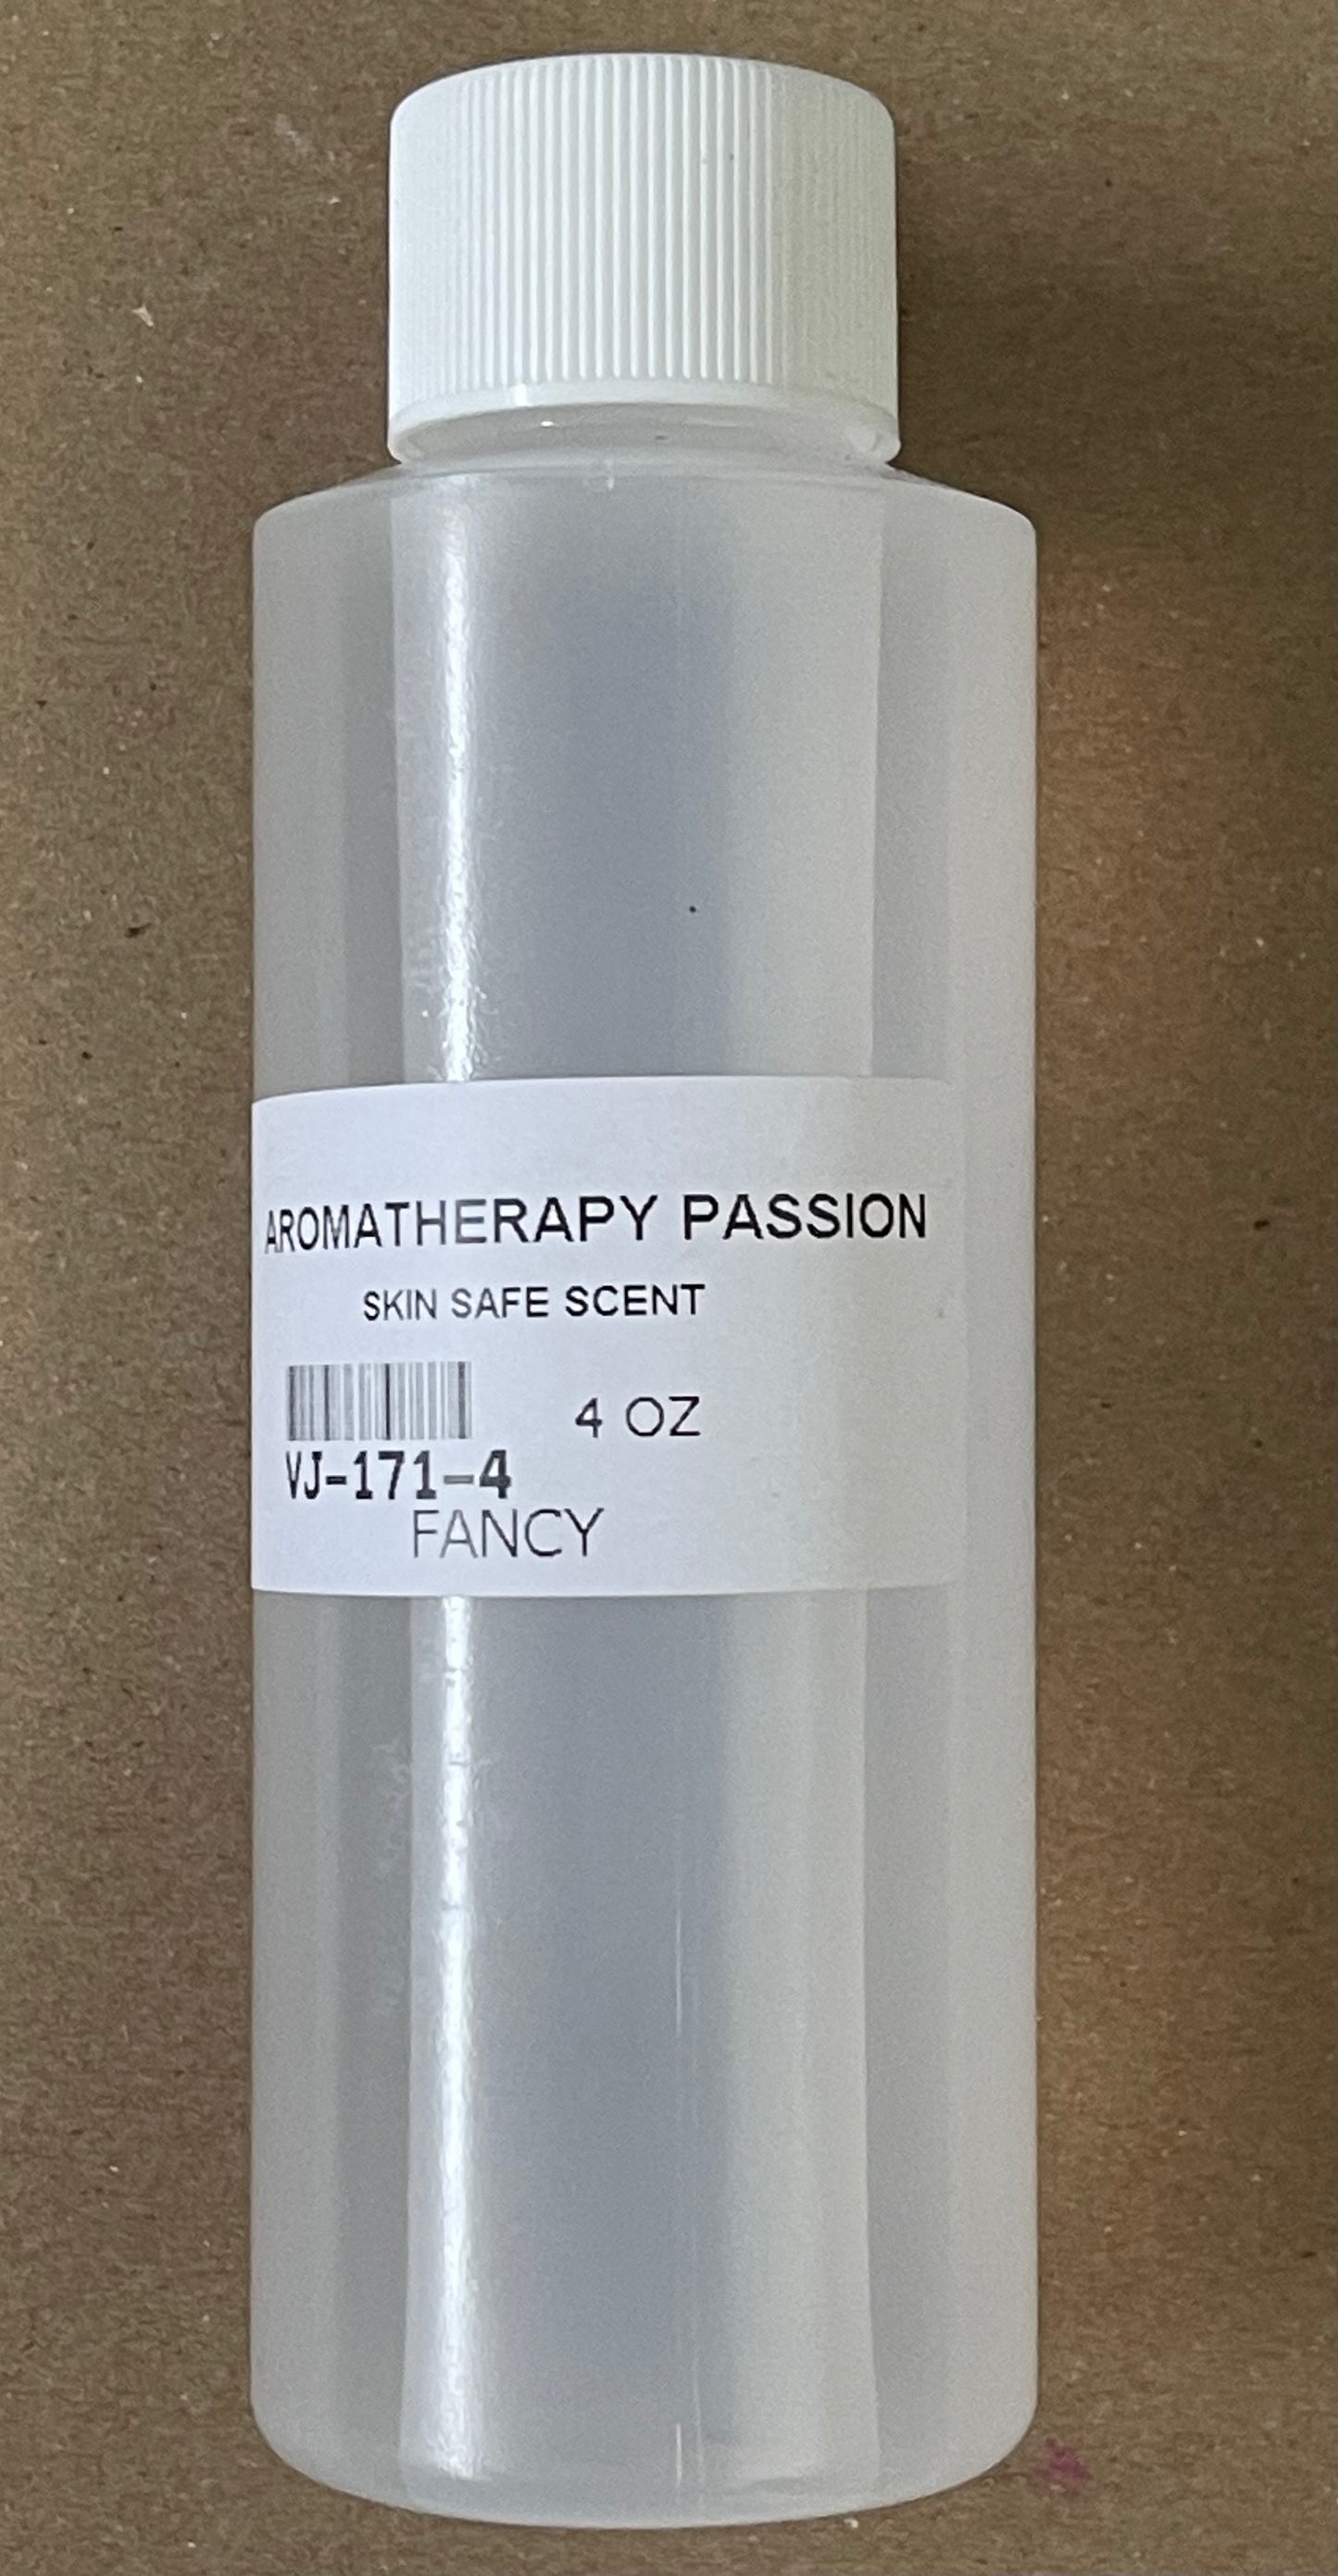 AROMATHERAPY PASSION
SKIN SAFE SCENT
4 OZ
VJ-171-4
FANCY